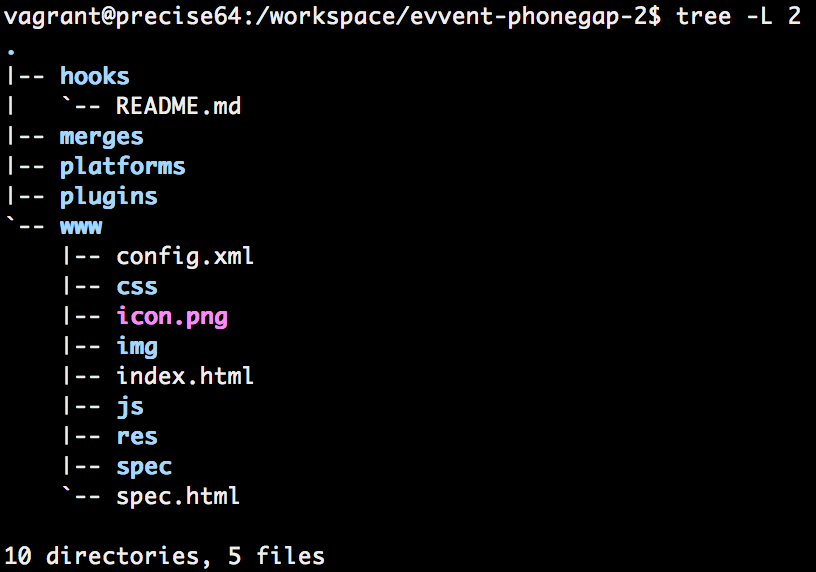 vagrant@precise64:/workspace/evvent-phonegap-2$ tree -L 2
.
|-- hooks
|   `-- README.md
|-- merges
|-- platforms
|-- plugins
`-- www
    |-- config.xml
    |-- css
    |-- icon.png
    |-- img
    |-- index.html
    |-- js
    |-- res
    |-- spec
    `-- spec.html

10 directories, 5 files